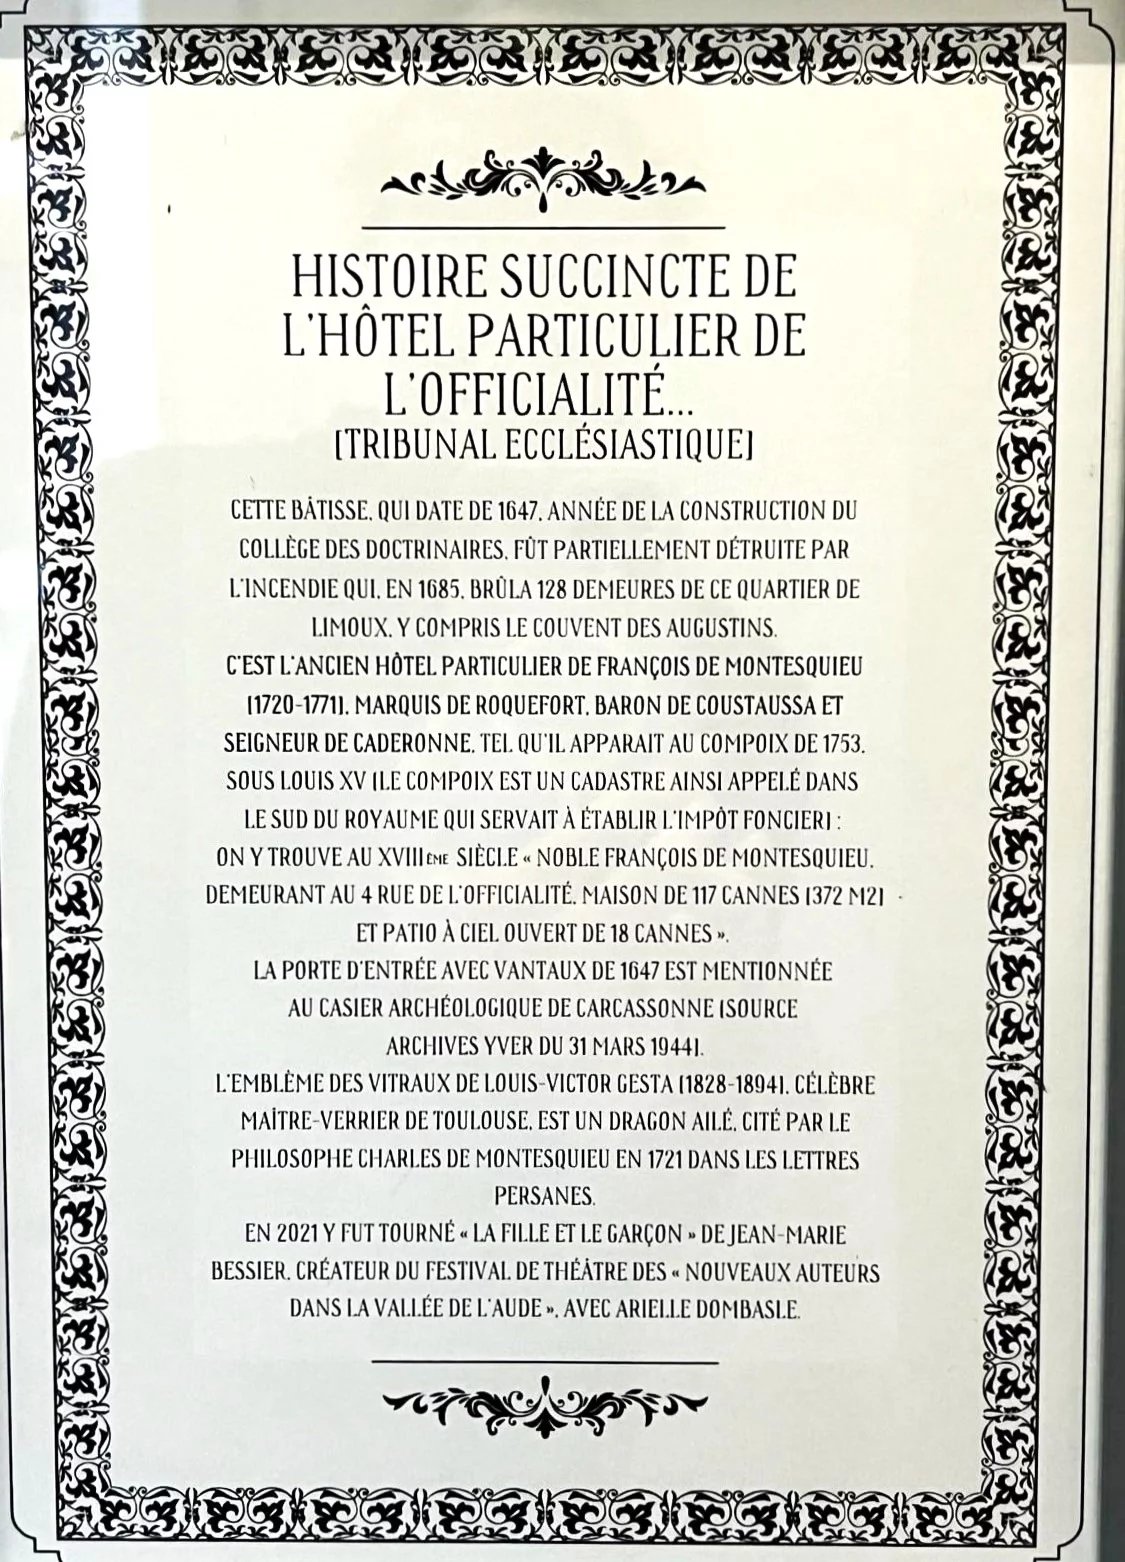 HISTOIRE SUCCINCTE DE
L'HÔTEL PARTICULIER DE
L'OFFICIALITÉ...
(TRIBUNAL ECCLÉSIASTIQUE)
CETTE BÂTISSE, QUI DATE DE 1647, ANNÉE DE LA CONSTRUCTION DU
COLLÈGE DES DOCTRINAIRES, FÛT PARTIELLEMENT DÉTRUITE PAR
L'INCENDIE QUI, EN 1685, BRÛLA 128 DEMEURES DE CE QUARTIER DE
LIMOUX, Y COMPRIS LE COUVENT DES AUGUSTINS.
C'EST L'ANCIEN HÔTEL PARTICULIER DE FRANÇOIS DE MONTESQUIEU
(1720-1771), MARQUIS DE ROQUEFORT, BARON DE COUSTAUSSA ET
SEIGNEUR DE CADERONNE, TEL QU'IL APPARAIT AU COMPOIX DE 1753,
SOUS LOUIS XV (LE COMPOIX EST UN CADASTRE AINSI APPELÉ DANS
LE SUD DU ROYAUME QUI SERVAIT À ÉTABLIR L'IMPÔT FONCIER) :
ON Y TROUVE AU XVIIIÈME SIÈCLE « NOBLE FRANÇOIS DE MONTESQUIEU,
DEMEURANT AU 4 RUE DE L'OFFICIALITÉ, MAISON DE 117 CANNES (372 M2)
ET PATIO À CIEL OUVERT DE 18 CANNES ».
LA PORTE D'ENTRÉE AVEC VANTAUX DE 1647 EST MENTIONNÉE
AU CASIER ARCHÉOLOGIQUE DE CARCASSONNE (SOURCE
ARCHIVES YVER DU 31 MARS 1944).
L'EMBLÈME DES VITRAUX DE LOUIS-VICTOR GESTA (1828-1894), CÉLÈBRE
MAÎTRE-VERRIER DE TOULOUSE, EST UN DRAGON AILÉ, CITÉ PAR LE
PHILOSOPHE CHARLES DE MONTESQUIEU EN 1721 DANS LES LETTRES
PERSANES.
EN 2021 Y FUT TOURNÉ « LA FILLE ET LE GARÇON » DE JEAN-MARIE
BESSIER, CRÉATEUR DU FESTIVAL DE THÉÂTRE DES « NOUVEAUX AUTEURS
DANS LA VALLÉE DE L'AUDE », AVEC ARIELLE DOMBASLE.